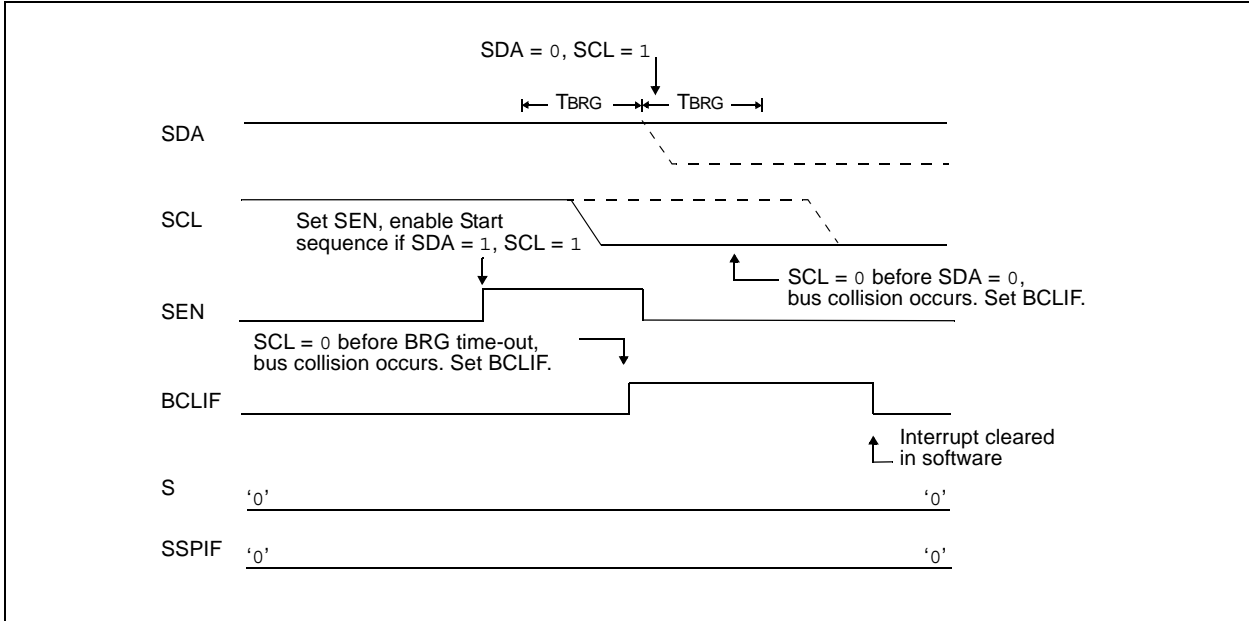 SDA = 0, SCL = 1
TBRG TBRG
SDA
SCL
Set SEN, enable Start
sequence if SDA = 1, SCL = 1
SCL = 0 before SDA = 0,
bus collision occurs. Set BCLIF.
SEN
SCL = 0 before BRG time-out,
bus collision occurs. Set BCLIF.
BCLIF
Interrupt cleared
in software
S
‘0’ ‘0’
SSPIF ‘0’ ‘0’